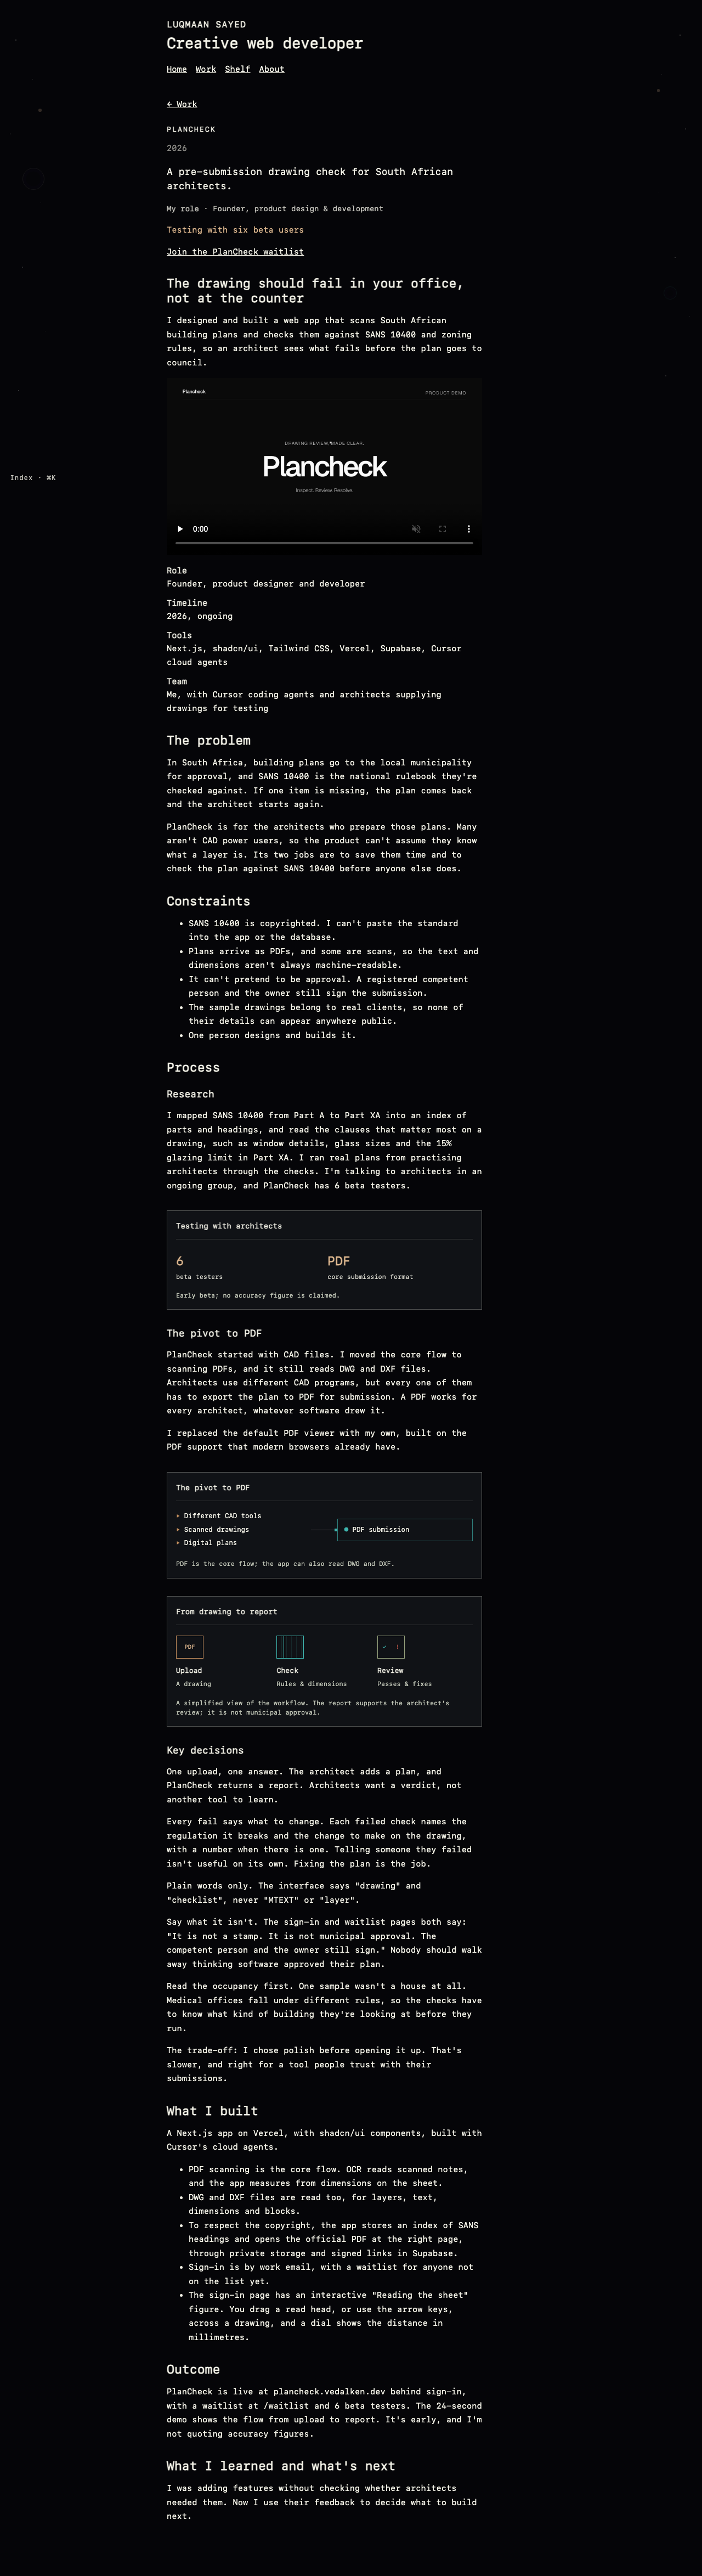 LUQMAAN SAYED
Creative web developer
Home Work Shelf About
← Work
PLANCHECK
2026
A pre-submission drawing check for South African
architects.
My role · Founder, product design & development
Testing with six beta users
Join the PlanCheck waitlist
The drawing should fail in your office,
not at the counter
I designed and built a web app that scans South African
building plans and checks them against SANS 10400 and zoning
rules, so an architect sees what fails before the plan goes to
council.
Plancheck
PRODUCT DEMO
DRAWING REVIEW. MADE CLEAR.
Plancheck
Inspect. Review. Resolve.
Index · ⌘K
0:00
Role
Founder, product designer and developer
Timeline
2026, ongoing
Tools
Next.js, shadcn/ui, Tailwind CSS, Vercel, Supabase, Cursor
cloud agents
Team
Me, with Cursor coding agents and architects supplying
drawings for testing
The problem
In South Africa, building plans go to the local municipality
for approval, and SANS 10400 is the national rulebook they're
checked against. If one item is missing, the plan comes back
and the architect starts again.
PlanCheck is for the architects who prepare those plans. Many
aren't CAD power users, so the product can't assume they know
what a layer is. Its two jobs are to save them time and to
check the plan against SANS 10400 before anyone else does.
Constraints
• SANS 10400 is copyrighted. I can't paste the standard
into the app or the database.
• Plans arrive as PDFs, and some are scans, so the text and
dimensions aren't always machine-readable.
• It can't pretend to be approval. A registered competent
person and the owner still sign the submission.
• The sample drawings belong to real clients, so none of
their details can appear anywhere public.
• One person designs and builds it.
Process
Research
I mapped SANS 10400 from Part A to Part XA into an index of
parts and headings, and read the clauses that matter most on a
drawing, such as window details, glass sizes and the 15%
glazing limit in Part XA. I ran real plans from practising
architects through the checks. I'm talking to architects in an
ongoing group, and PlanCheck has 6 beta testers.
Testing with architects
6 PDF
beta testers core submission format
Early beta; no accuracy figure is claimed.
The pivot to PDF
PlanCheck started with CAD files. I moved the core flow to
scanning PDFs, and it still reads DWG and DXF files.
Architects use different CAD programs, but every one of them
has to export the plan to PDF for submission. A PDF works for
every architect, whatever software drew it.
I replaced the default PDF viewer with my own, built on the
PDF support that modern browsers already have.
The pivot to PDF
Different CAD tools
Scanned drawings
Digital plans
PDF submission
PDF is the core flow; the app can also read DWG and DXF.
From drawing to report
PDF ✓ !
Upload Check Review
A drawing Rules & dimensions Passes & fixes
A simplified view of the workflow. The report supports the architect's
review; it is not municipal approval.
Key decisions
One upload, one answer. The architect adds a plan, and
PlanCheck returns a report. Architects want a verdict, not
another tool to learn.
Every fail says what to change. Each failed check names the
regulation it breaks and the change to make on the drawing,
with a number when there is one. Telling someone they failed
isn't useful on its own. Fixing the plan is the job.
Plain words only. The interface says "drawing" and
"checklist", never "MTEXT" or "layer".
Say what it isn't. The sign-in and waitlist pages both say:
"It is not a stamp. It is not municipal approval. The
competent person and the owner still sign." Nobody should walk
away thinking software approved their plan.
Read the occupancy first. One sample wasn't a house at all.
Medical offices fall under different rules, so the checks have
to know what kind of building they're looking at before they
run.
The trade-off: I chose polish before opening it up. That's
slower, and right for a tool people trust with their
submissions.
What I built
A Next.js app on Vercel, with shadcn/ui components, built with
Cursor's cloud agents.
• PDF scanning is the core flow. OCR reads scanned notes,
and the app measures from dimensions on the sheet.
• DWG and DXF files are read too, for layers, text,
dimensions and blocks.
• To respect the copyright, the app stores an index of SANS
headings and opens the official PDF at the right page,
through private storage and signed links in Supabase.
• Sign-in is by work email, with a waitlist for anyone not
on the list yet.
• The sign-in page has an interactive "Reading the sheet"
figure. You drag a read head, or use the arrow keys,
across a drawing, and a dial shows the distance in
millimetres.
Outcome
PlanCheck is live at plancheck.vedalken.dev behind sign-in,
with a waitlist at /waitlist and 6 beta testers. The 24-second
demo shows the flow from upload to report. It's early, and I'm
not quoting accuracy figures.
What I learned and what's next
I was adding features without checking whether architects
needed them. Now I use their feedback to decide what to build
next.